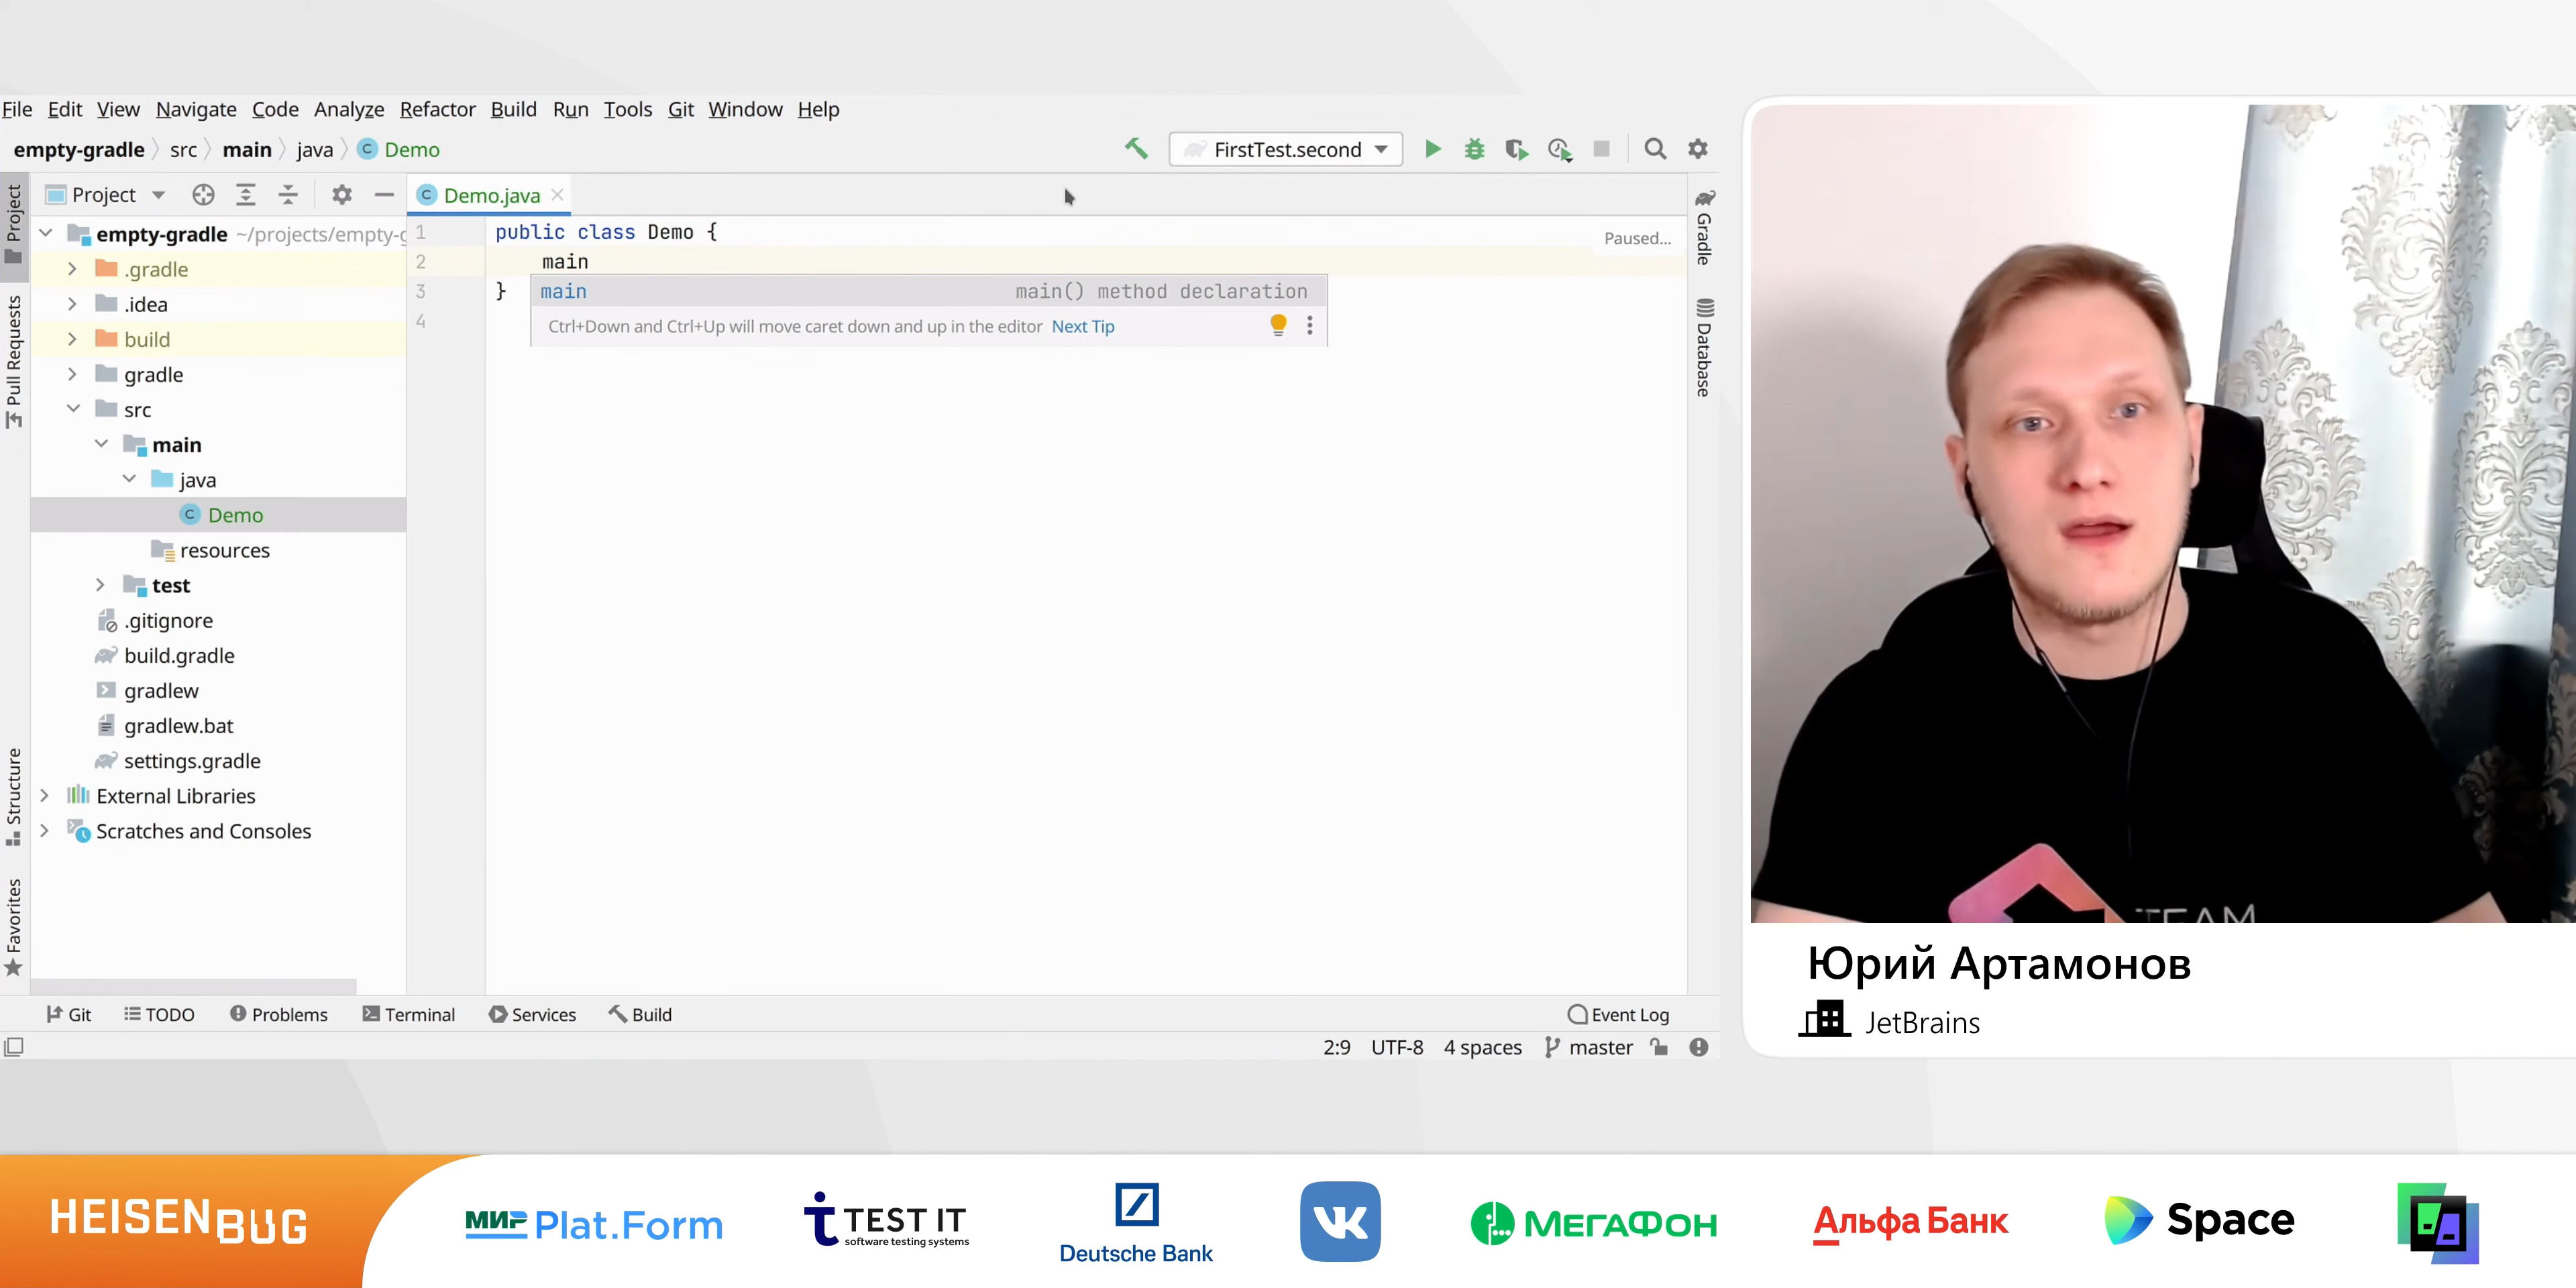 File Edit View Navigate Code Analyze Refactor Build Run Tools Git Window Help
empty-gradle src main java Demo
FirstTest.second
Project
Demo.java
Project
Pull Requests
Structure
Favorites
empty-gradle ~/projects/empty-g
.gradle
.idea
build
gradle
src
main
java
Demo
resources
test
.gitignore
build.gradle
gradlew
gradlew.bat
settings.gradle
External Libraries
Scratches and Consoles
1 public class Demo {
2 main
3 }
4
Paused...
main main() method declaration
Ctrl+Down and Ctrl+Up will move caret down and up in the editor Next Tip
Gradle
Database
Git TODO Problems Terminal Services Build Event Log
2:9 UTF-8 4 spaces master
TEAM
Юрий Артамонов
JetBrains
HEISENBUG
МИР Plat.Form
TEST IT
software testing systems
Deutsche Bank
VK
МЕГАФОН
Альфа Банк
Space